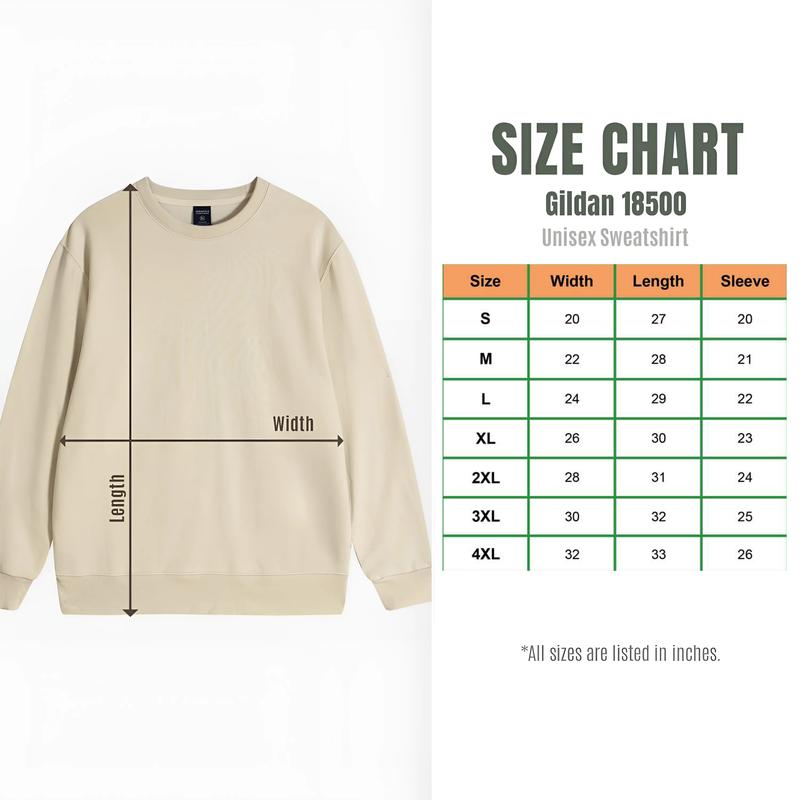 SIZE CHART
Gildan 18500
Unisex Sweatshirt
Size Width Length Sleeve
S 20 27 20
M 22 28 21
L 24 29 22
XL 26 30 23
2XL 28 31 24
3XL 30 32 25
4XL 32 33 26
*All sizes are listed in inches.
Width
Length